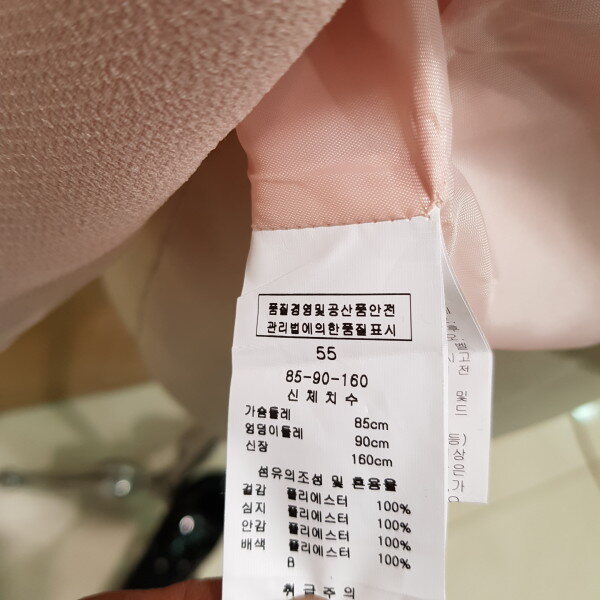 품질경영및공산품안전
관리법에의한품질표시
55
85-90-160
신체치수
가슴둘레 85cm
엉덩이둘레 90cm
신장 160cm
섬유의조성 및 혼용율
겉감 폴리에스터 100%
심지 폴리에스터 100%
안감 폴리에스터 100%
배색 폴리에스터 100%
B
취급주의